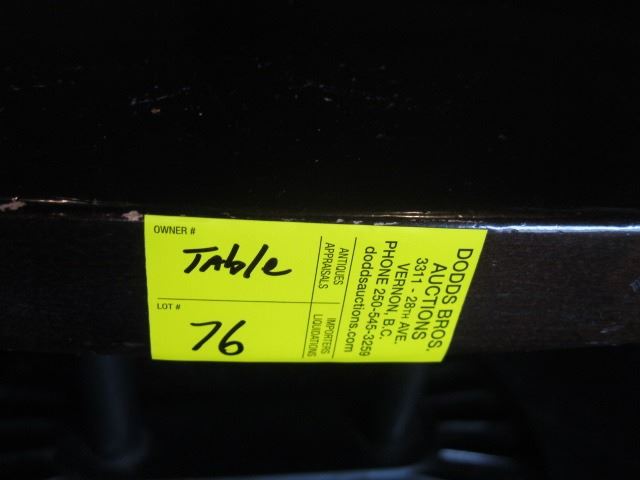 OWNER #
Table
LOT #
76
ANTIQUES
APPRAISALS
IMPORTERS
LIQUIDATIONS
DODDS BROS.
AUCTIONS
3311 - 28TH AVE.
VERNON, B.C.
PHONE 250-545-3259
doddsauctions.com